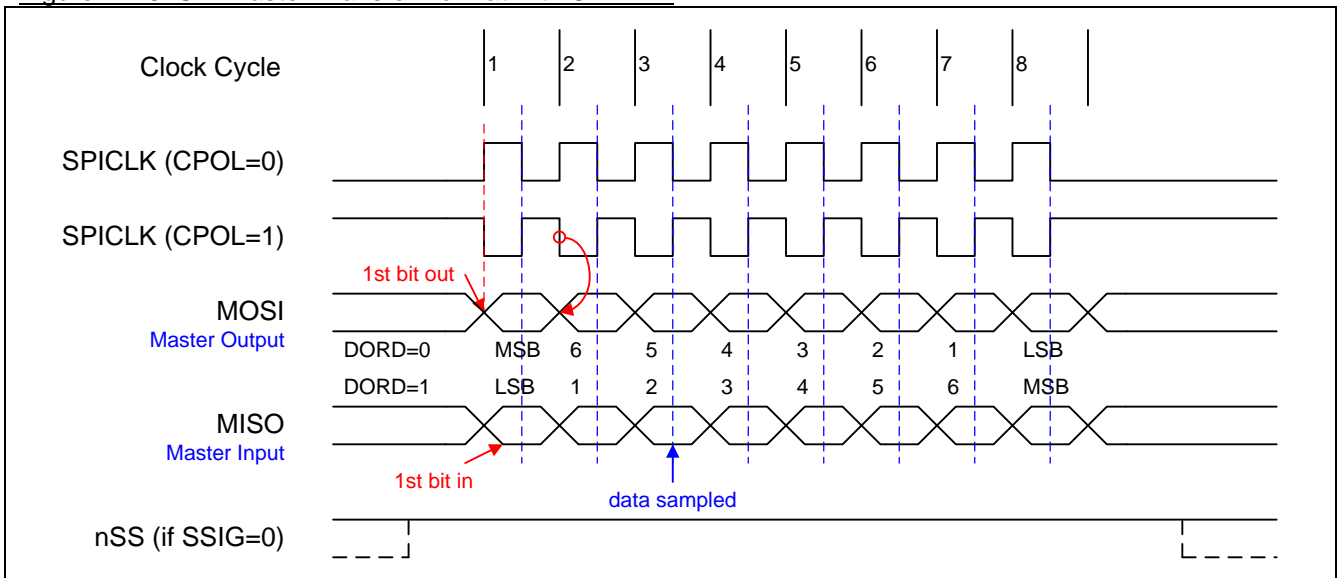 Clock Cycle 1 2 3 4 5 6 7 8
SPICLK (CPOL=0)
SPICLK (CPOL=1)
1st bit out
MOSI
Master Output
DORD=0 MSB 6 5 4 3 2 1 LSB
DORD=1 LSB 1 2 3 4 5 6 MSB
MISO
Master Input
1st bit in
data sampled
nSS (if SSIG=0)